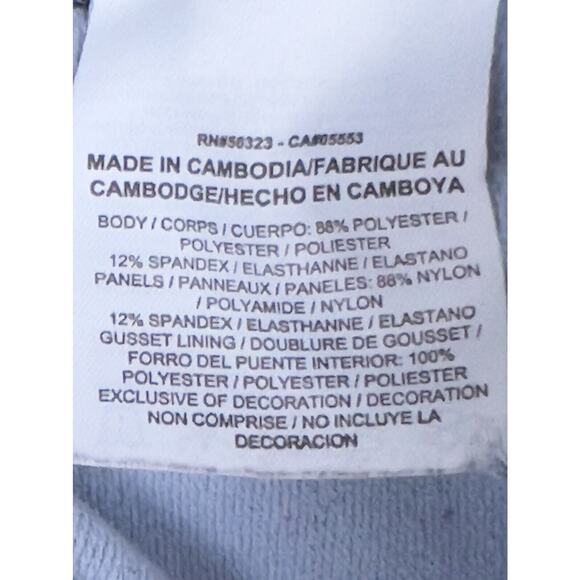 RN#56323 - CA#05553
MADE IN CAMBODIA/FABRIQUE AU
CAMBODGE/HECHO EN CAMBOYA
BODY / CORPS / CUERPO: 88% POLYESTER /
POLYESTER / POLIESTER
12% SPANDEX / ELASTHANNE / ELASTANO
PANELS / PANNEAUX / PANELES: 88% NYLON
/ POLYAMIDE / NYLON
12% SPANDEX / ELASTHANNE / ELASTANO
GUSSET LINING / DOUBLURE DE GOUSSET /
FORRO DEL PUENTE INTERIOR: 100%
POLYESTER / POLYESTER / POLIESTER
EXCLUSIVE OF DECORATION / DECORATION
NON COMPRISE / NO INCLUYE LA
DECORACION